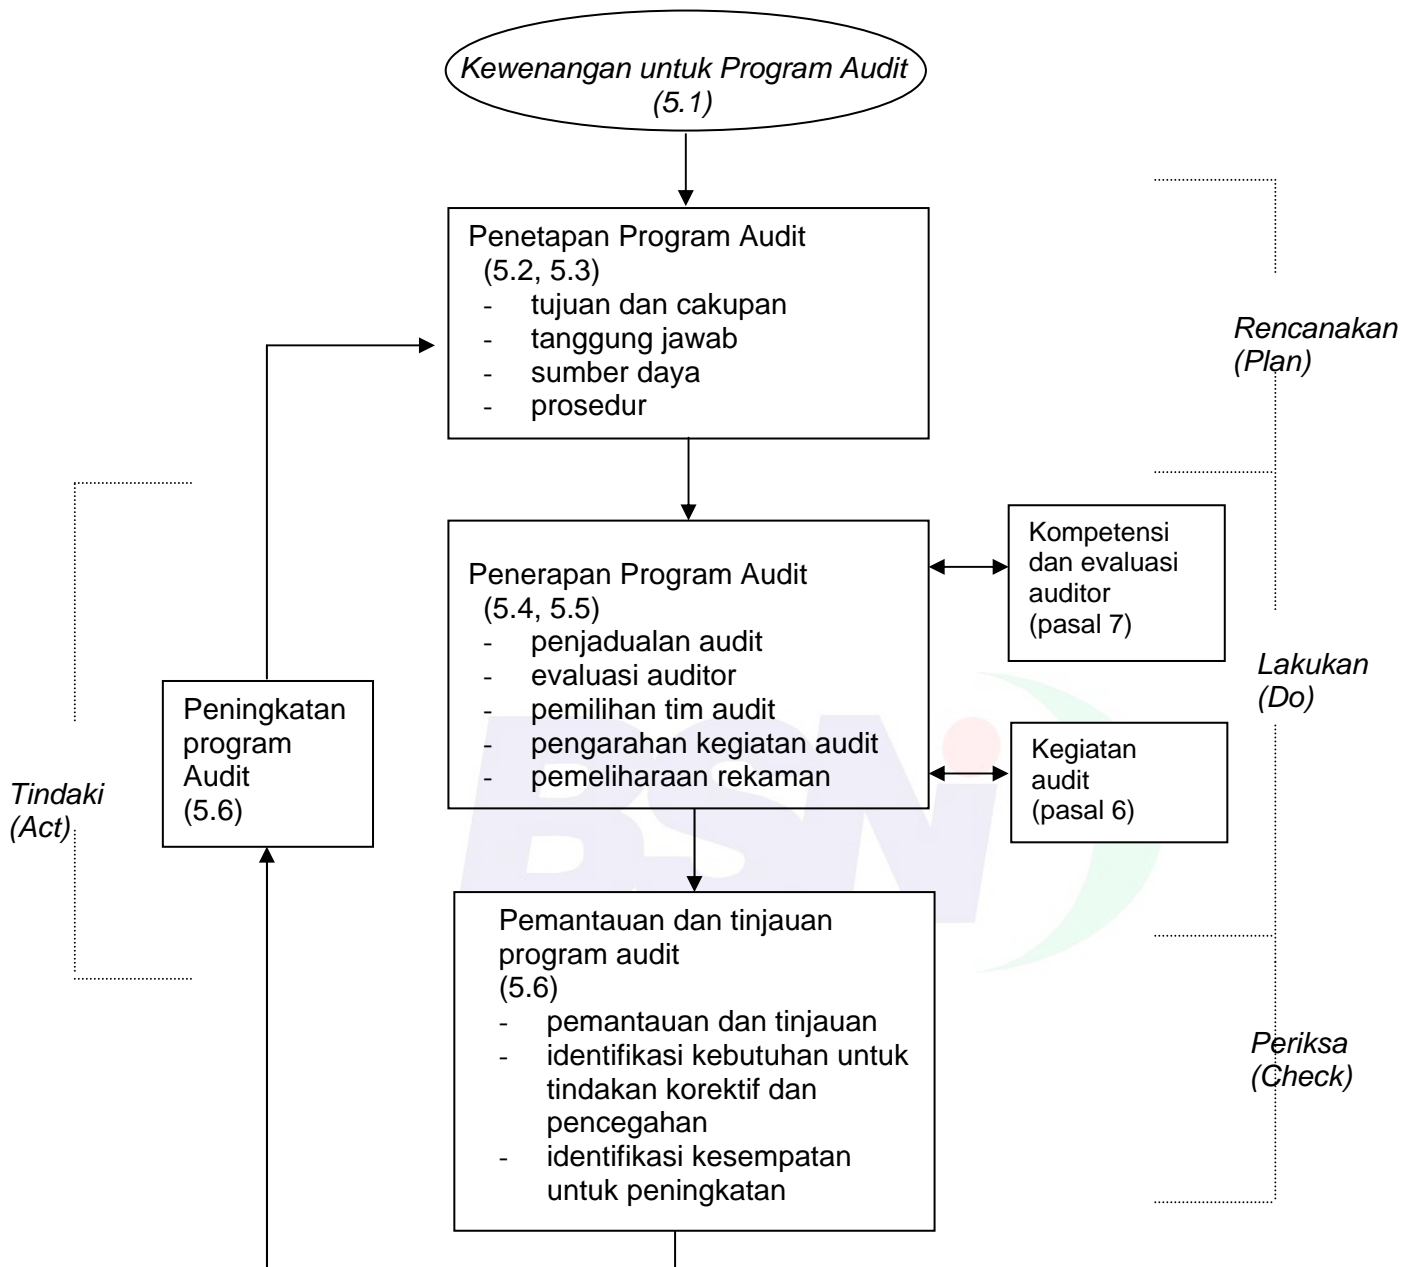 Kewenangan untuk Program Audit
(5.1)
Penetapan Program Audit
(5.2, 5.3)
- tujuan dan cakupan
- tanggung jawab
- sumber daya
- prosedur
Rencanakan
(Plan)
Penerapan Program Audit
(5.4, 5.5)
- penjadualan audit
- evaluasi auditor
- pemilihan tim audit
- pengarahan kegiatan audit
- pemeliharaan rekaman
Kompetensi
dan evaluasi
auditor
(pasal 7)
Kegiatan
audit
(pasal 6)
Lakukan
(Do)
Peningkatan
program
Audit
(5.6)
Tindaki
(Act)
Pemantauan dan tinjauan
program audit
(5.6)
- pemantauan dan tinjauan
- identifikasi kebutuhan untuk
tindakan korektif dan
pencegahan
- identifikasi kesempatan
untuk peningkatan
Periksa
(Check)
BSN